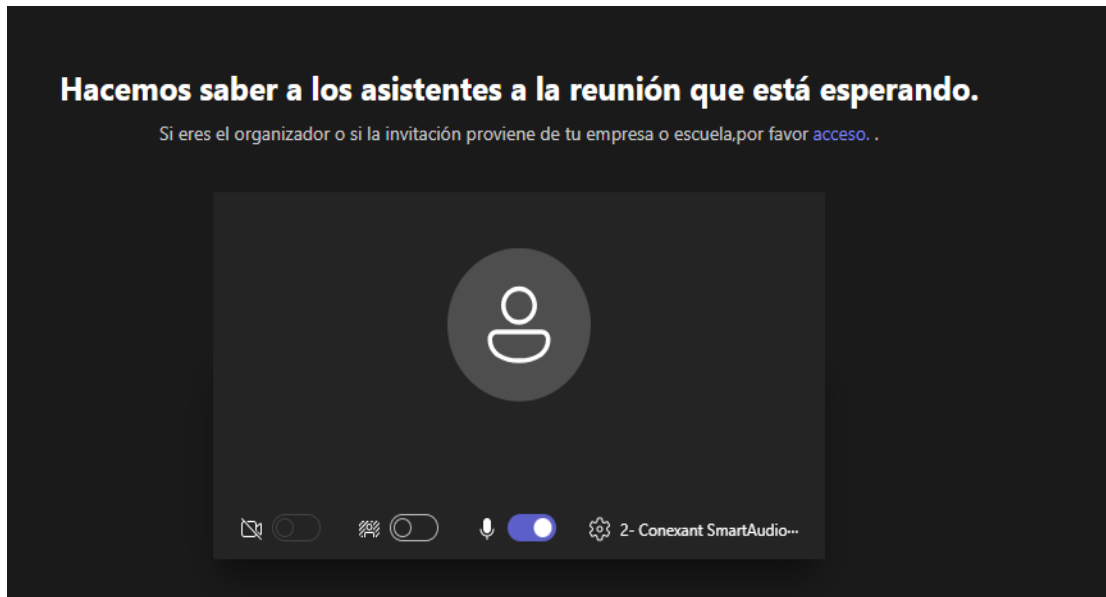 Hacemos saber a los asistentes a la reunión que está esperando.
Si eres el organizador o si la invitación proviene de tu empresa o escuela,por favor acceso. .
2- Conexant SmartAudio...